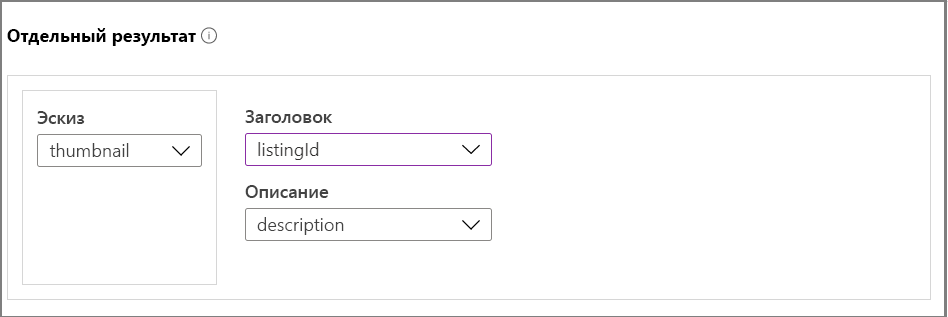 Отдельный результат
Эскиз
thumbnail
Заголовок
listingId
Описание
description